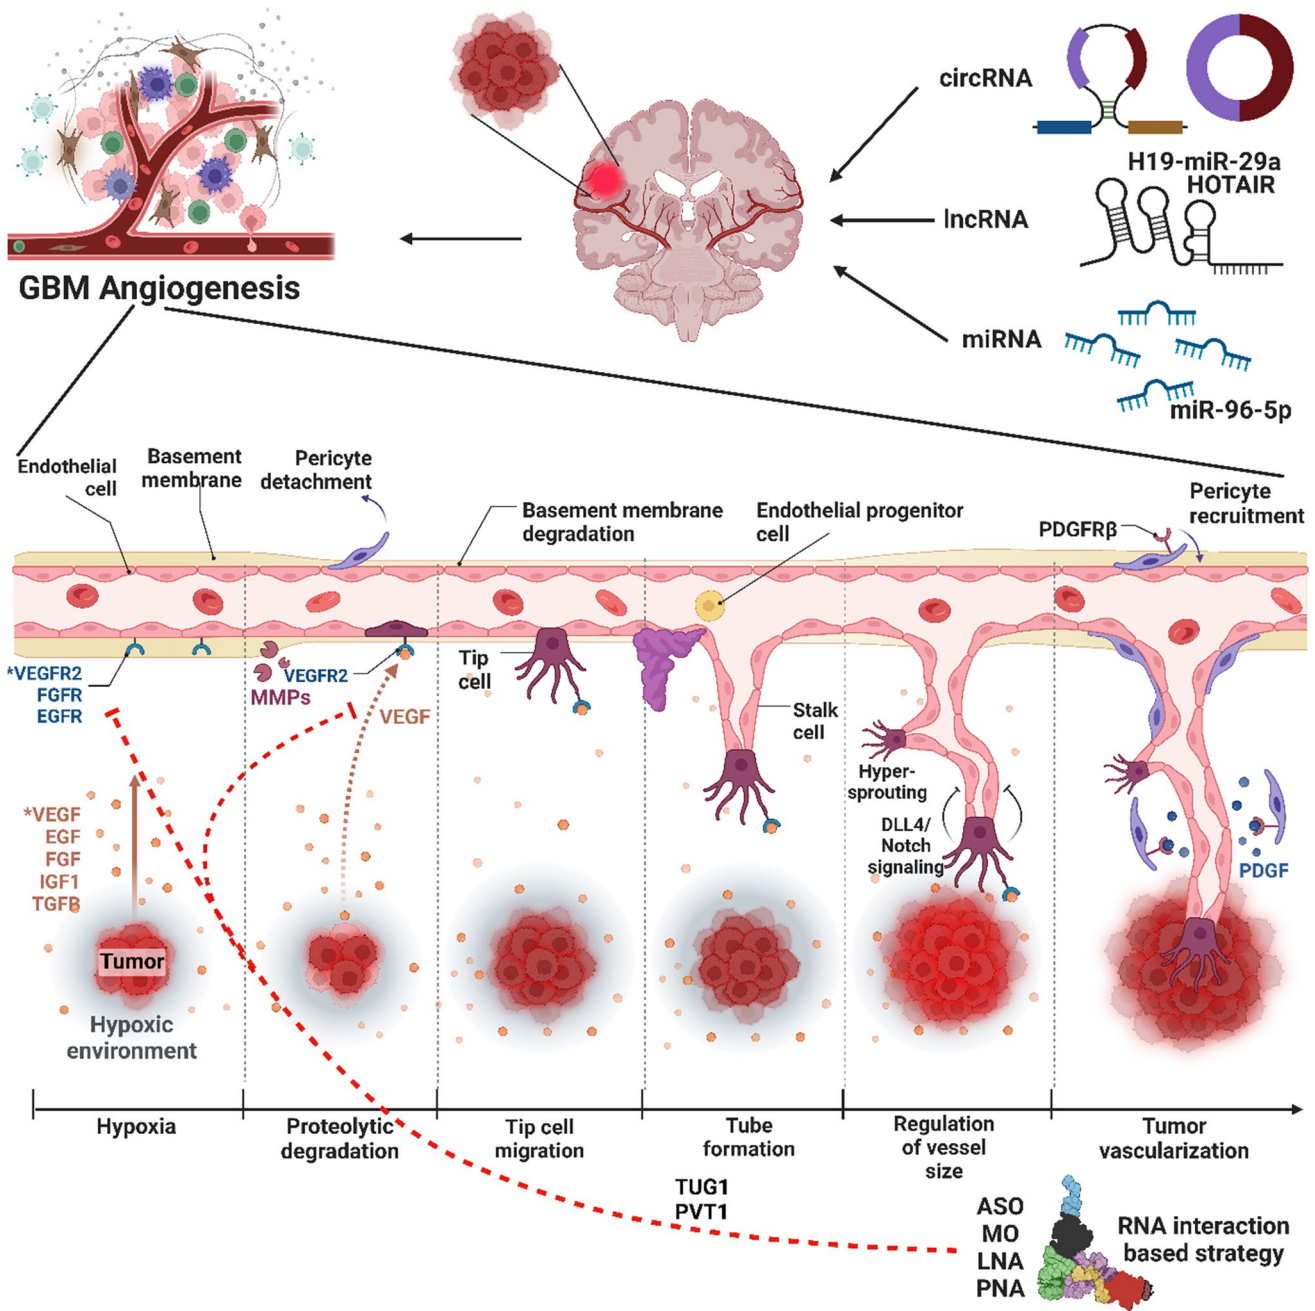 circRNA
H19-miR-29a
HOTAIR
lncRNA
miRNA
miR-96-5p
GBM Angiogenesis
Endothelial
cell
Basement
membrane
Pericyte
detachment
Basement membrane
degradation
Endothelial progenitor
cell
PDGFRβ
Pericyte
recruitment
*VEGFR2
FGFR
EGFR
MMPs
VEGFR2
VEGF
Tip
cell
Stalk
cell
Hyper-
sprouting
DLL4/
Notch
signaling
PDGF
*VEGF
EGF
FGF
IGF1
TGFB
Tumor
Hypoxic
environment
Hypoxia
Proteolytic
degradation
Tip cell
migration
Tube
formation
Regulation
of vessel
size
Tumor
vascularization
TUG1
PVT1
ASO
MO
LNA
PNA
RNA interaction
based strategy